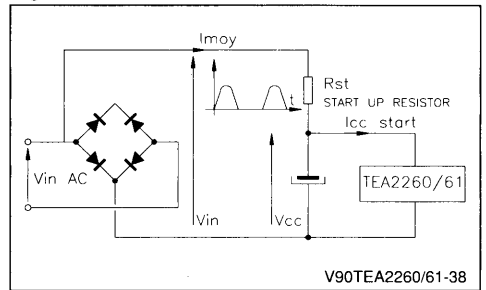 Imoy
Rst
t
START UP RESISTOR
Icc start
Vin AC
TEA2260/61
Vin
Vcc
V90TEA2260/61-38